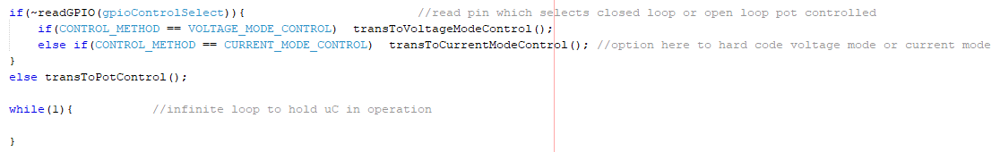 if(~readGPIO(gpioControlSelect)){ //read pin which selects closed loop or open loop pot controlled
if(CONTROL_METHOD == VOLTAGE_MODE_CONTROL) transToVoltageModeControl();
else if(CONTROL_METHOD == CURRENT_MODE_CONTROL) transToCurrentModeControl(); //option here to hard code voltage mode or current mode
}
else transToPotControl();
while(1){ //infinite loop to hold uC in operation
}